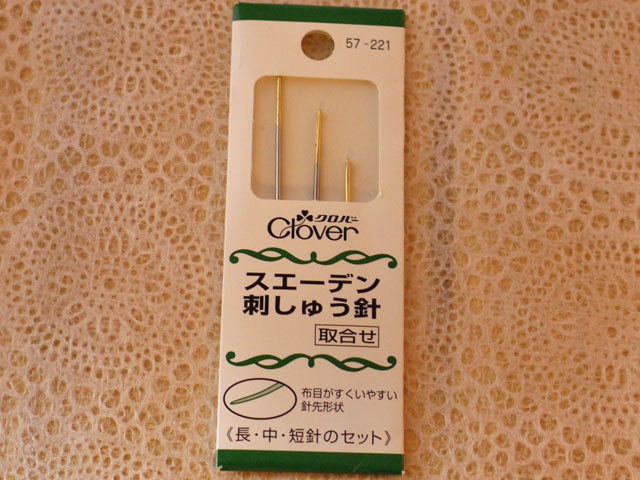 57-221
クロバー
Clover
スエーデン
刺しゅう針
取合せ
布目がすくいやすい
針先形状
《長・中・短針のセット》